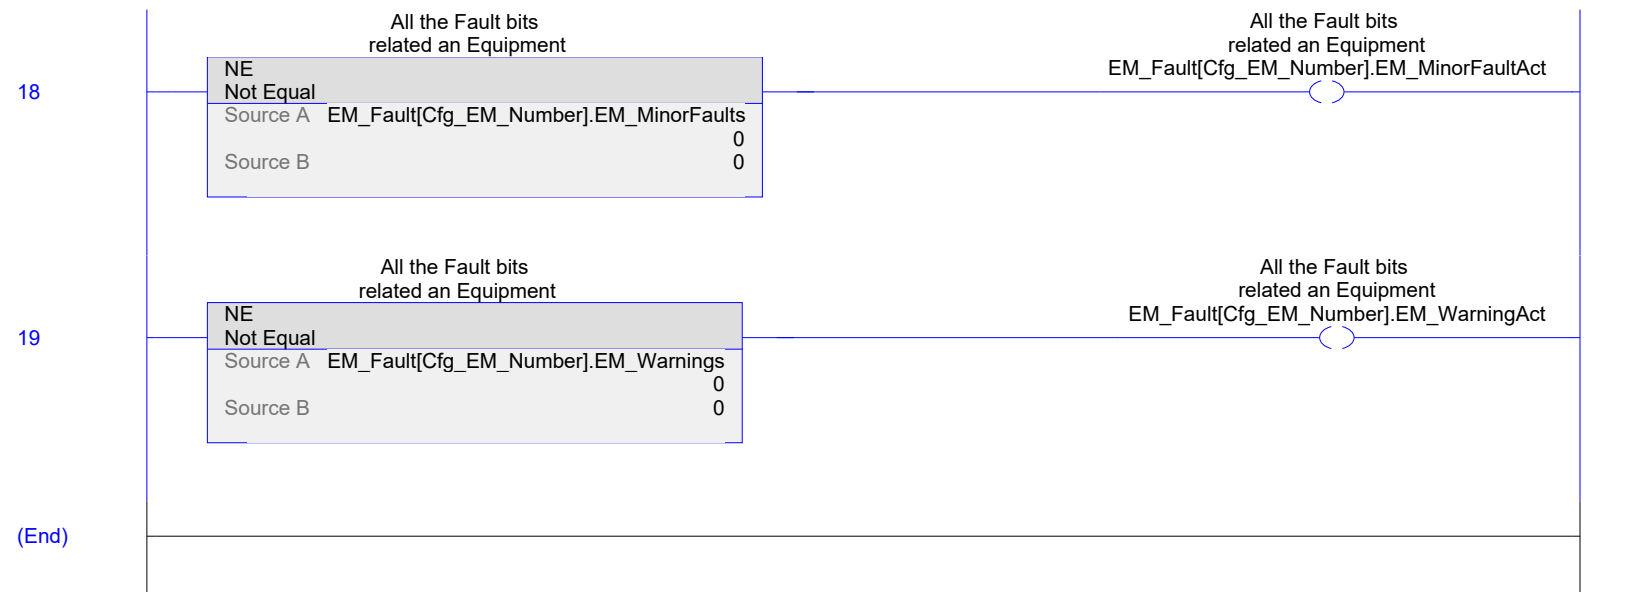 All the Fault bits
related an Equipment
All the Fault bits
related an Equipment
EM_Fault[Cfg_EM_Number].EM_MinorFaultAct
18
NE
Not Equal
Source A EM_Fault[Cfg_EM_Number].EM_MinorFaults
0
Source B 0
All the Fault bits
related an Equipment
All the Fault bits
related an Equipment
EM_Fault[Cfg_EM_Number].EM_WarningAct
19
NE
Not Equal
Source A EM_Fault[Cfg_EM_Number].EM_Warnings
0
Source B 0
(End)